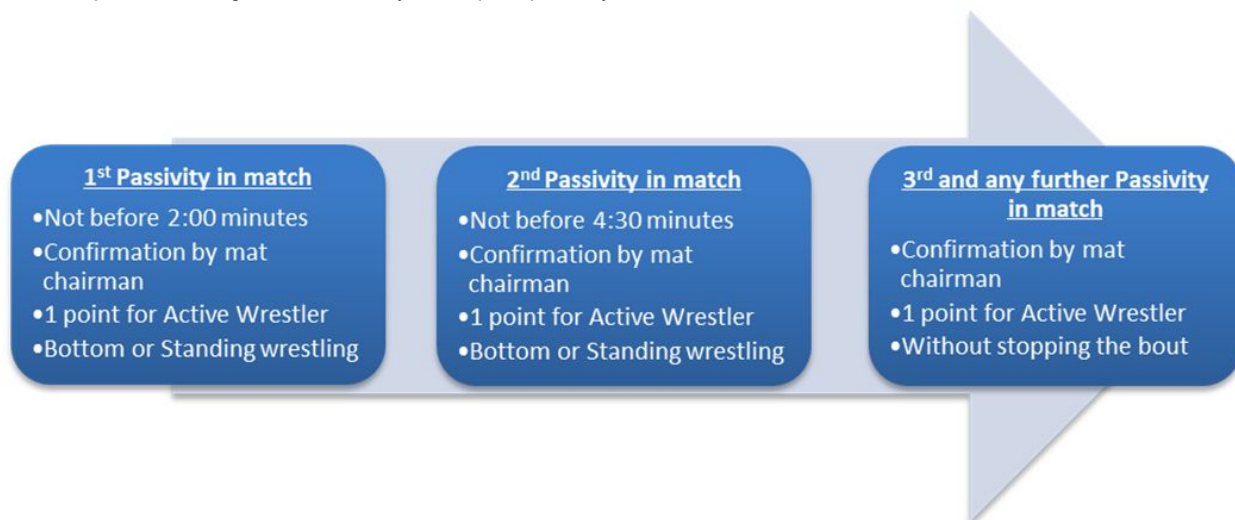 1st Passivity in match
•Not before 2:00 minutes
•Confirmation by mat
chairman
•1 point for Active Wrestler
•Bottom or Standing wrestling
2nd Passivity in match
•Not before 4:30 minutes
•Confirmation by mat
chairman
•1 point for Active Wrestler
•Bottom or Standing wrestling
3rd and any further Passivity
in match
•Confirmation by mat
chairman
•1 point for Active Wrestler
•Without stopping the bout